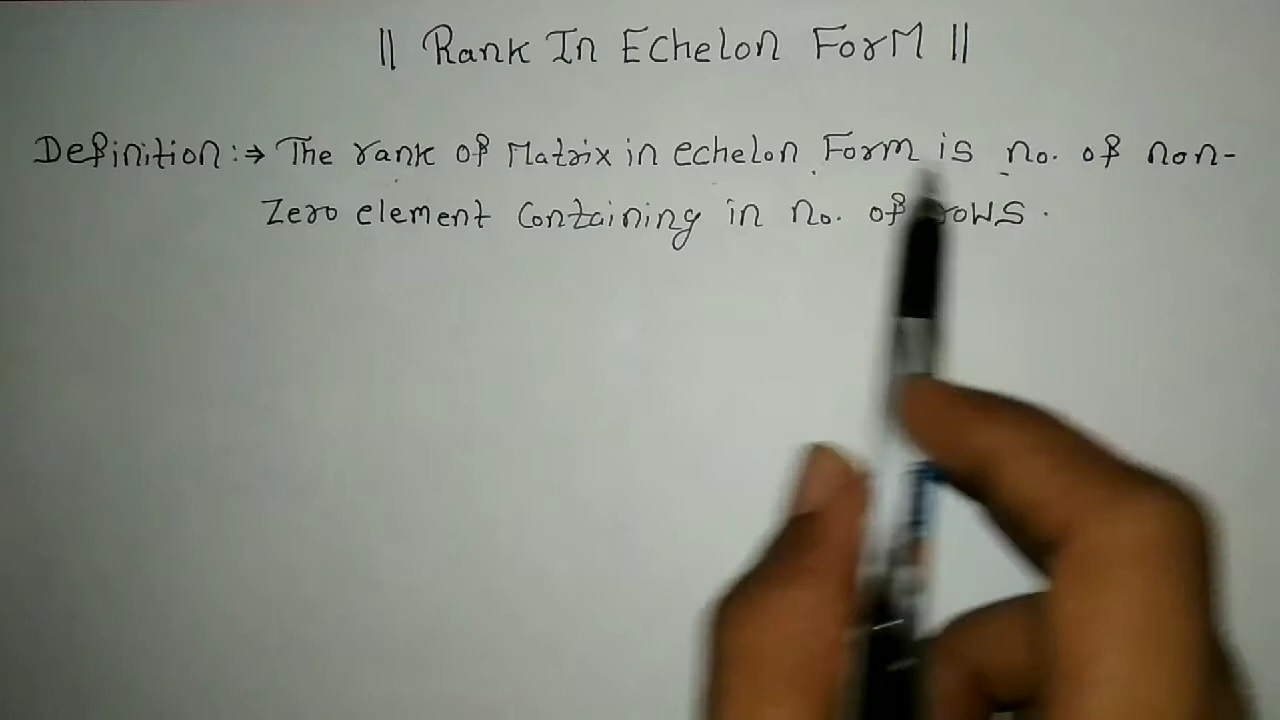 || Rank In Echelon Form ||
Definition :→ The rank of Matrix in echelon Form is no. of non-
Zero element Containing in no. of rows.